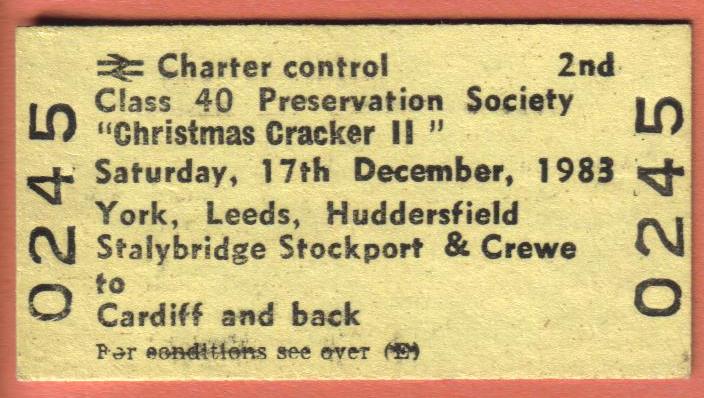 Charter control 2nd
Class 40 Preservation Society
"Christmas Cracker II "
Saturday, 17th December, 1983
York, Leeds, Huddersfield
Stalybridge Stockport & Crewe
to
Cardiff and back
For conditions see over (E)
0245
0245